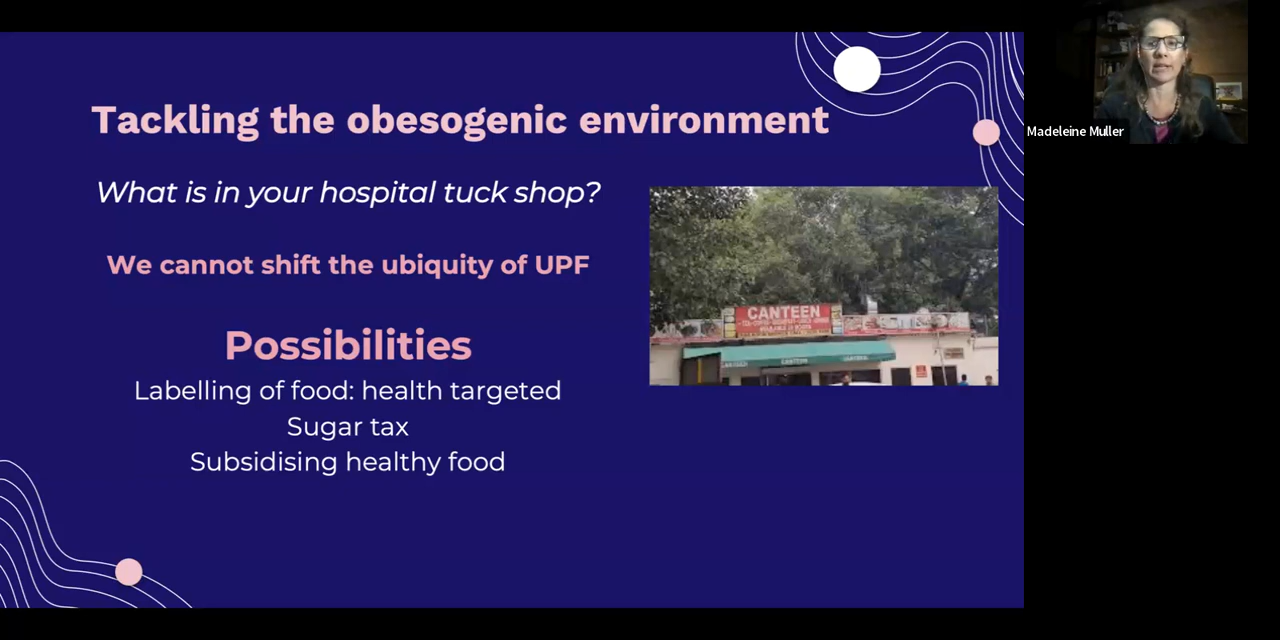 Tackling the obesogenic environment
What is in your hospital tuck shop?
We cannot shift the ubiquity of UPF
Possibilities
Labelling of food: health targeted
Sugar tax
Subsidising healthy food
CANTEEN
CANTEEN
Madeleine Muller